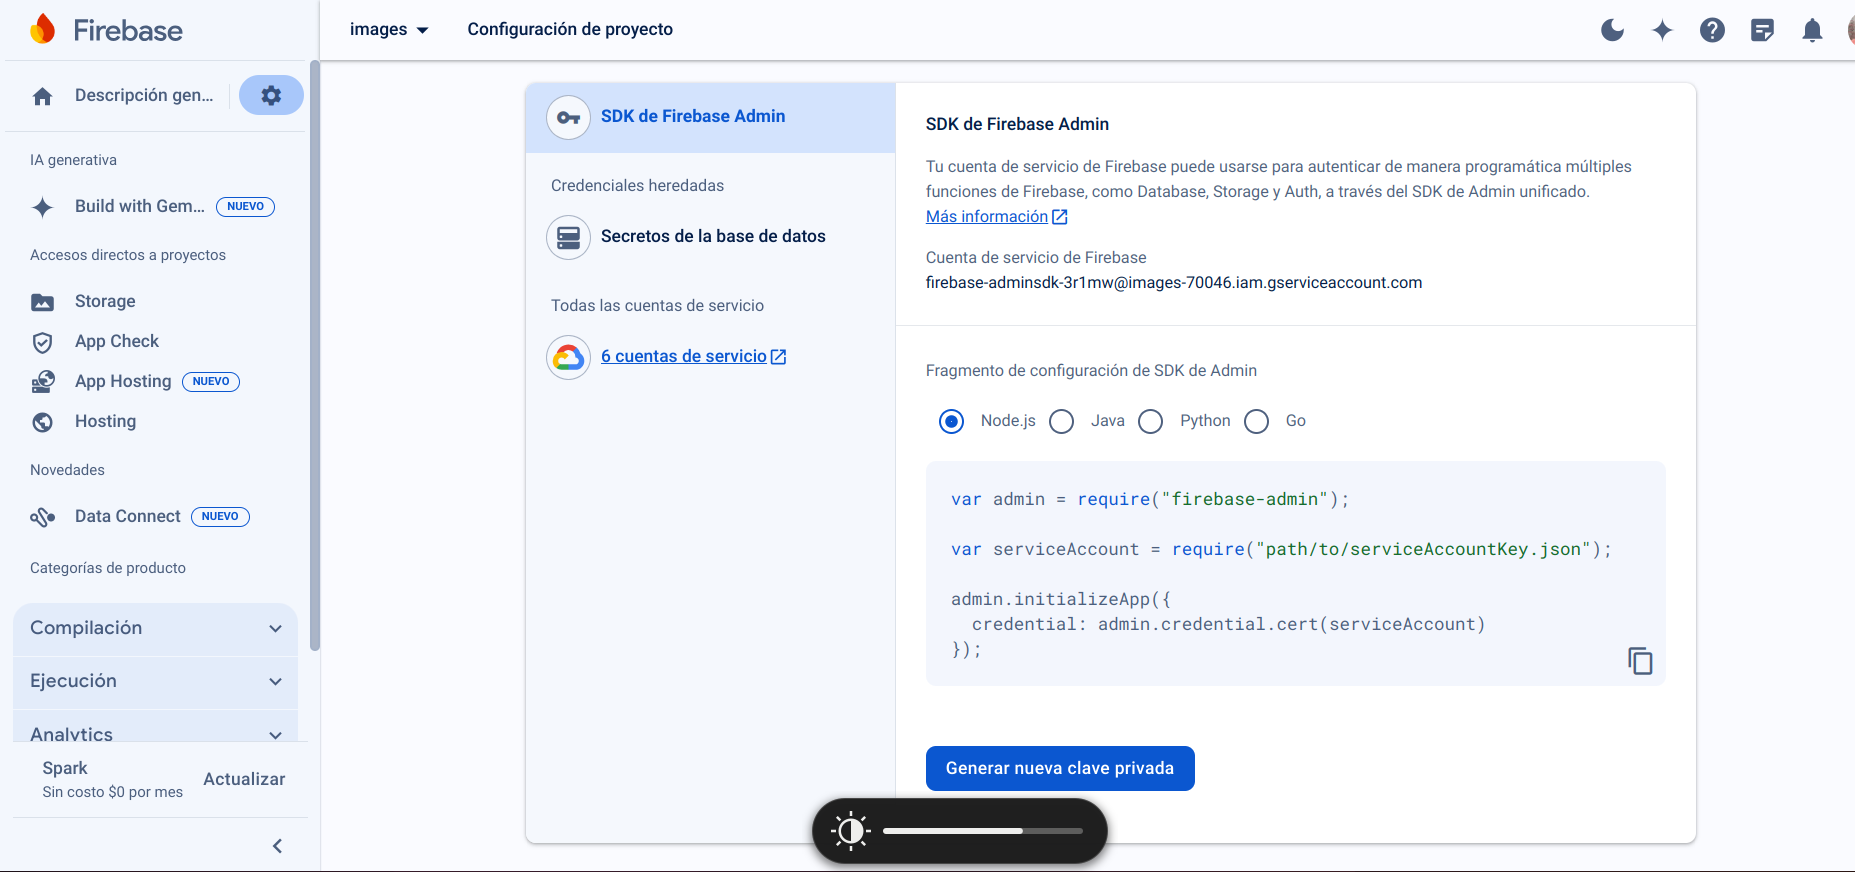 Firebase
images
Configuración de proyecto
Descripción gen...
IA generativa
Build with Gem...
NUEVO
Accesos directos a proyectos
Storage
App Check
App Hosting
NUEVO
Hosting
Novedades
Data Connect
NUEVO
Categorías de producto
Compilación
Ejecución
Analytics
Spark
Sin costo $0 por mes
Actualizar
SDK de Firebase Admin
Credenciales heredadas
Secretos de la base de datos
Todas las cuentas de servicio
6 cuentas de servicio
SDK de Firebase Admin
Tu cuenta de servicio de Firebase puede usarse para autenticar de manera programática múltiples
funciones de Firebase, como Database, Storage y Auth, a través del SDK de Admin unificado.
Más información
Cuenta de servicio de Firebase
firebase-adminsdk-3r1mw@images-70046.iam.gserviceaccount.com
Fragmento de configuración de SDK de Admin
Node.js
Java
Python
Go
var admin = require("firebase-admin");
var serviceAccount = require("path/to/serviceAccountKey.json");
admin.initializeApp({
  credential: admin.credential.cert(serviceAccount)
});
Generar nueva clave privada